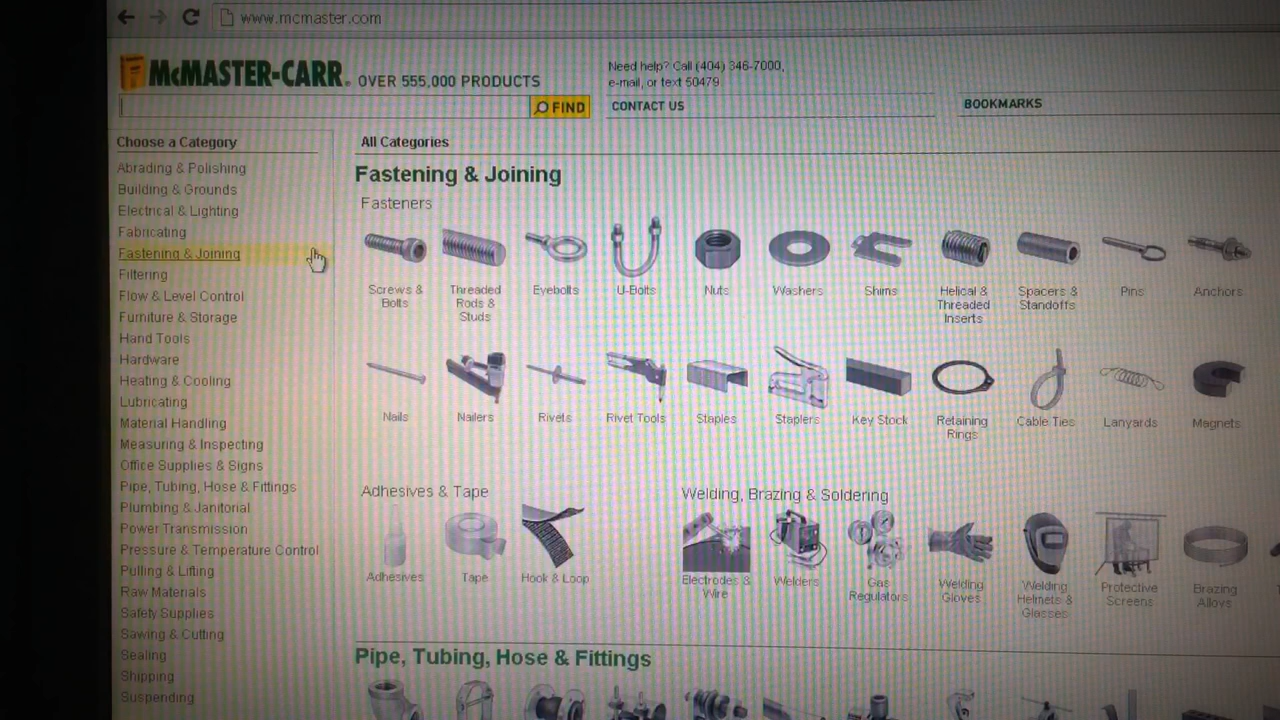 www.mcmaster.com
McMASTER-CARR® OVER 555,000 PRODUCTS
Need help? Call (404) 346-7000,
e-mail, or text 50479
FIND
CONTACT US
BOOKMARKS
Choose a Category
Abrading & Polishing
Building & Grounds
Electrical & Lighting
Fabricating
Fastening & Joining
Filtering
Flow & Level Control
Furniture & Storage
Hand Tools
Hardware
Heating & Cooling
Lubricating
Material Handling
Measuring & Inspecting
Office Supplies & Signs
Pipe, Tubing, Hose & Fittings
Plumbing & Janitorial
Power Transmission
Pressure & Temperature Control
Pulling & Lifting
Raw Materials
Safety Supplies
Sawing & Cutting
Sealing
Shipping
Suspending
All Categories
Fastening & Joining
Fasteners
Screws &
Bolts
Threaded
Rods &
Studs
Eyebolts
U-Bolts
Nuts
Washers
Shims
Helical &
Threaded
Inserts
Spacers &
Standoffs
Pins
Anchors
Nails
Nailers
Rivets
Rivet Tools
Staples
Staplers
Key Stock
Retaining
Rings
Cable Ties
Lanyards
Magnets
Adhesives & Tape
Adhesives
Tape
Hook & Loop
Welding, Brazing & Soldering
Electrodes &
Wire
Welders
Gas
Regulators
Welding
Gloves
Welding
Helmets &
Glasses
Protective
Screens
Brazing
Alloys
Pipe, Tubing, Hose & Fittings